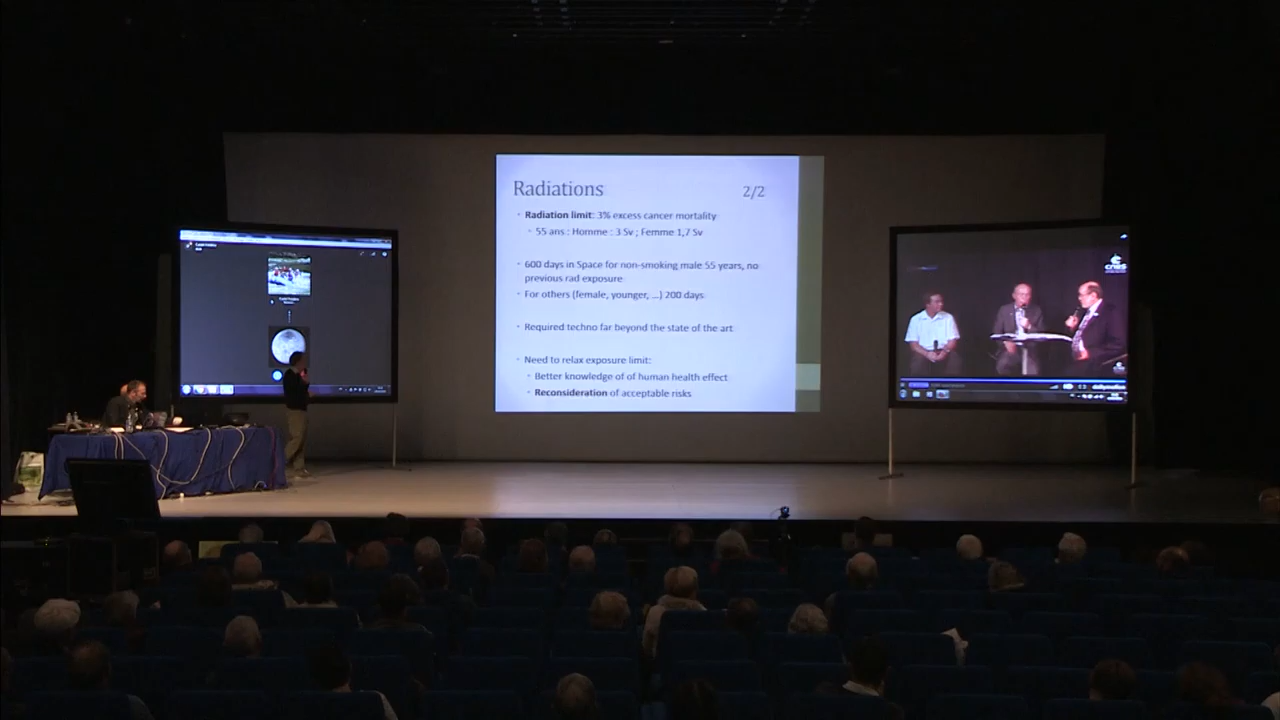 Radiations
2/2
Radiation limit: 3% excess cancer mortality
55 ans : Homme : 3 Sv ; Femme 1,7 Sv
600 days in Space for non-smoking male 55 years, no
previous rad exposure
For others (female, younger, ...) 200 days
Required techno far beyond the state of the art
Need to relax exposure limit:
Better knowledge of of human health effect
Reconsideration of acceptable risks
cnes
dailymotion